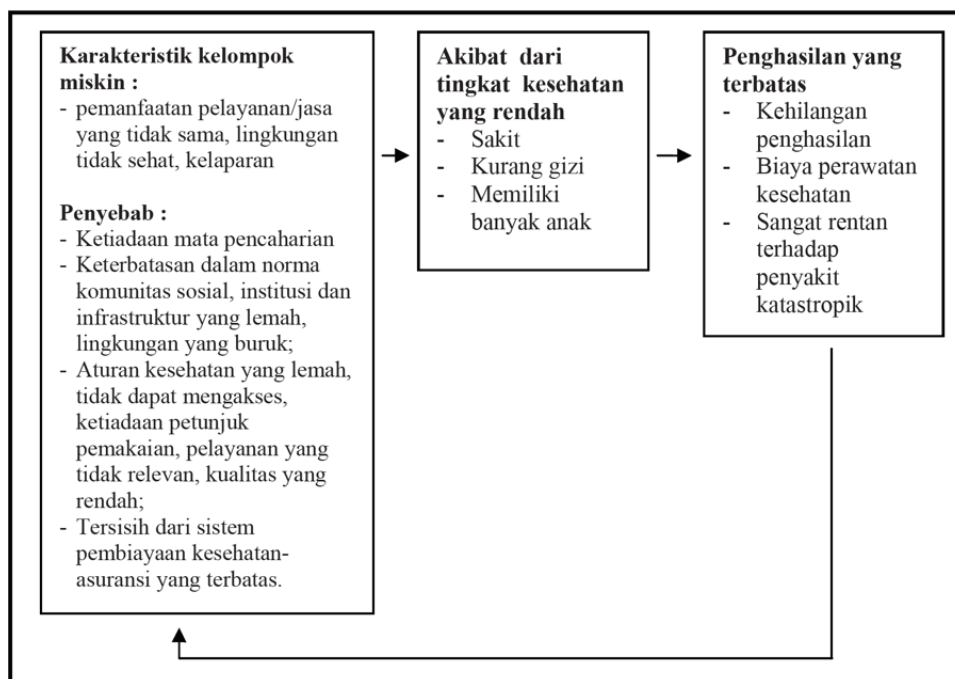 Karakteristik kelompok
miskin :
- pemanfaatan pelayanan/jasa
yang tidak sama, lingkungan
tidak sehat, kelaparan
Penyebab :
- Ketiadaan mata pencaharian
- Keterbatasan dalam norma
komunitas sosial, institusi dan
infrastruktur yang lemah,
lingkungan yang buruk;
- Aturan kesehatan yang lemah,
tidak dapat mengakses,
ketiadaan petunjuk
pemakaian, pelayanan yang
tidak relevan, kualitas yang
rendah;
- Tersisih dari sistem
pembiayaan kesehatan-
asuransi yang terbatas.
Akibat dari
tingkat kesehatan
yang rendah
- Sakit
- Kurang gizi
- Memiliki
banyak anak
Penghasilan yang
terbatas
- Kehilangan
penghasilan
- Biaya perawatan
kesehatan
- Sangat rentan
terhadap
penyakit
katastropik